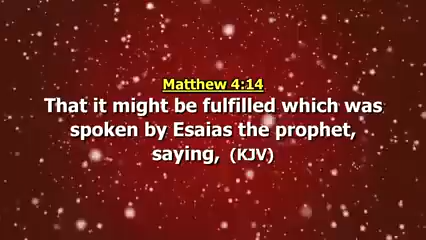 Matthew 4:14
That it might be fulfilled which was
spoken by Esaias the prophet,
saying, (KJV)